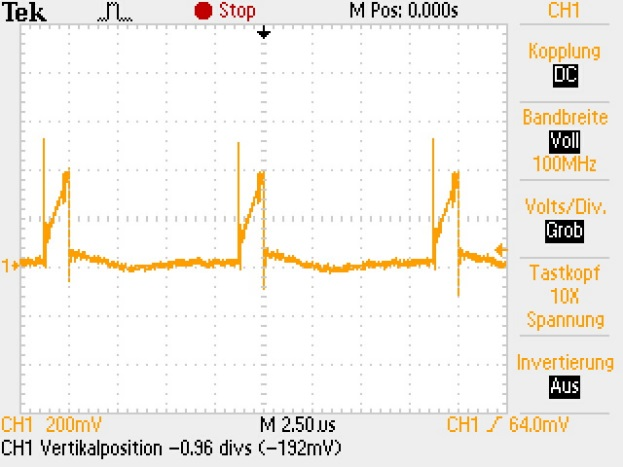 Tek Stop M Pos: 0.000s CH1
Kopplung
DC
Bandbreite
Voll
100MHz
Volts/Div.
Grob
1
Tastkopf
10X
Spannung
Invertierung
Aus
CH1 200mV M 2.50µs CH1 64.0mV
CH1 Vertikalposition -0.96 divs (-192mV)